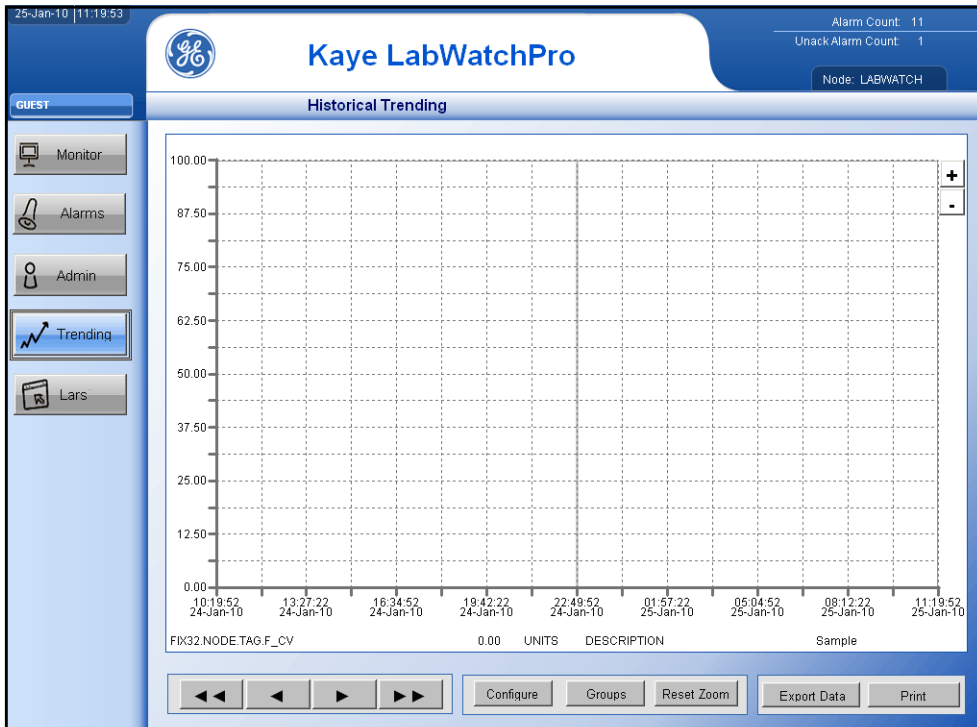 25-Jan-10 11:19:53
Alarm Count: 11
Unack Alarm Count: 1
Kaye LabWatchPro
Node: LABWATCH
GUEST
Historical Trending
Monitor
Alarms
Admin
Trending
Lars
100.00
87.50
75.00
62.50
50.00
37.50
25.00
12.50
0.00
+
-
10:19:52 13:27:22 16:34:52 19:42:22 22:49:52 01:57:22 05:04:52 08:12:22 11:19:52
24-Jan-10 24-Jan-10 24-Jan-10 24-Jan-10 24-Jan-10 25-Jan-10 25-Jan-10 25-Jan-10 25-Jan-10
FIX32.NODE.TAG.F_CV 0.00 UNITS DESCRIPTION Sample
Configure Groups Reset Zoom Export Data Print